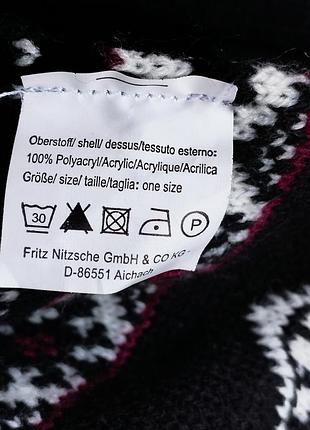 Oberstoff/ shell/ dessus/tessuto esterno:
100% Polyacryl/Acrylic/Acrylique/Acrilica
Größe/ size/ taille/taglia: one size
30 P
Fritz Nitzsche GmbH & CO KG -
D-86551 Aichach